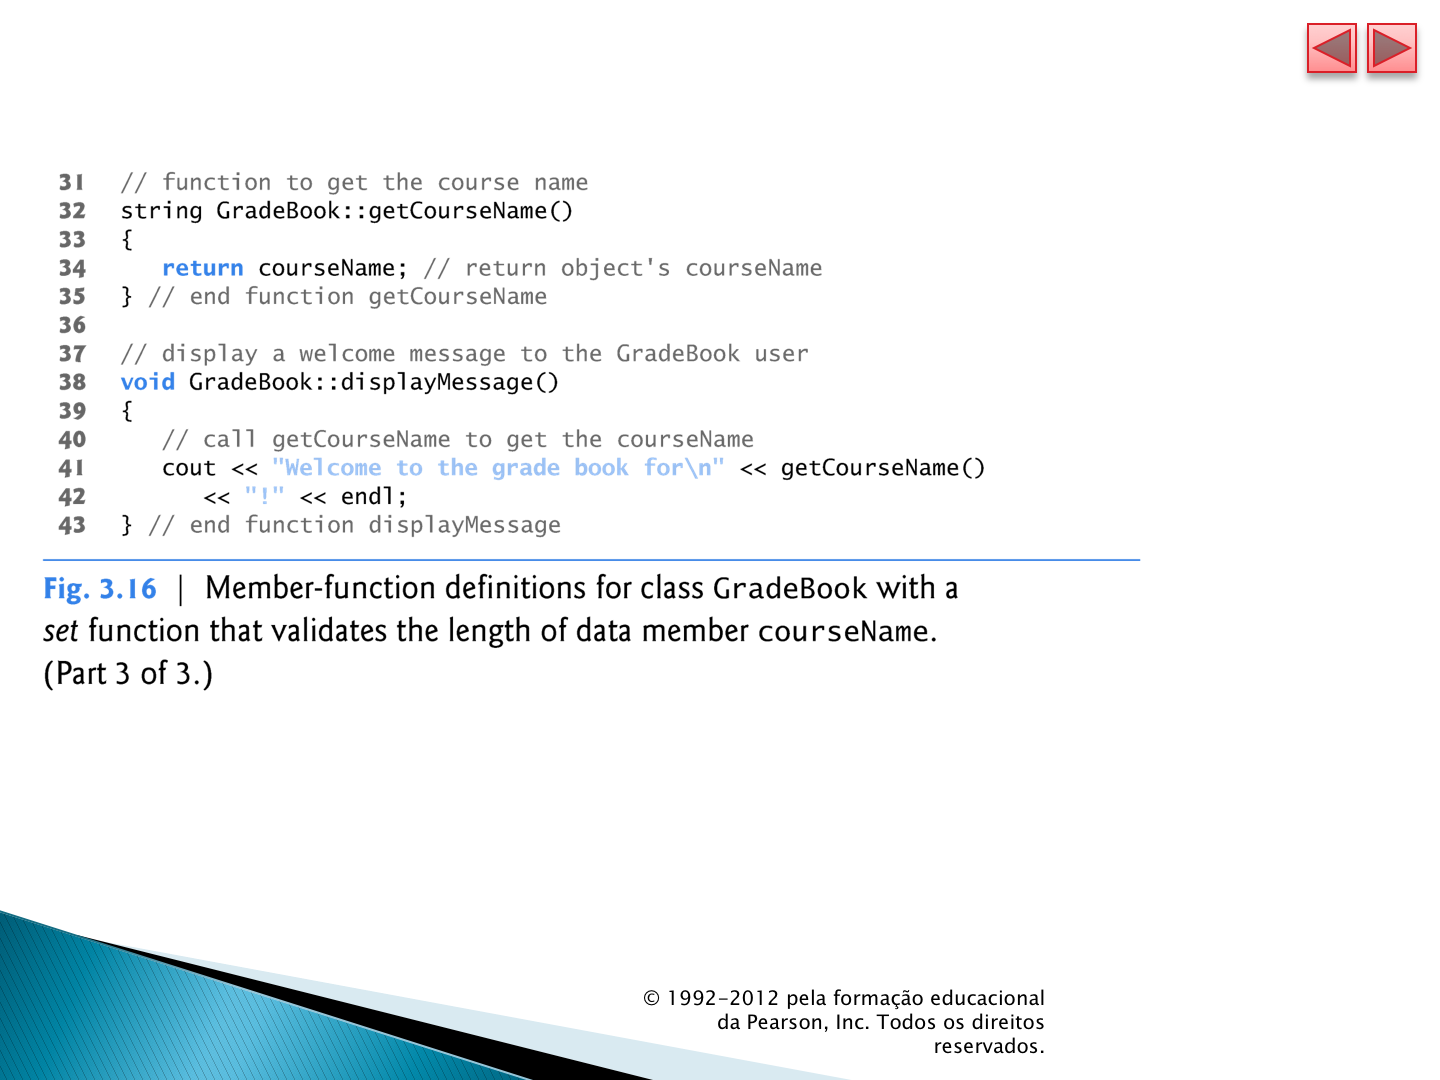 31 // function to get the course name
32 string GradeBook::getCourseName()
33 {
34    return courseName; // return object's courseName
35 } // end function getCourseName
36
37 // display a welcome message to the GradeBook user
38 void GradeBook::displayMessage()
39 {
40    // call getCourseName to get the courseName
41    cout << "Welcome to the grade book for\n" << getCourseName()
42       << "!" << endl;
43 } // end function displayMessage
Fig. 3.16 | Member-function definitions for class GradeBook with a
set function that validates the length of data member courseName.
(Part 3 of 3.)
© 1992-2012 pela formação educacional
da Pearson, Inc. Todos os direitos
reservados.